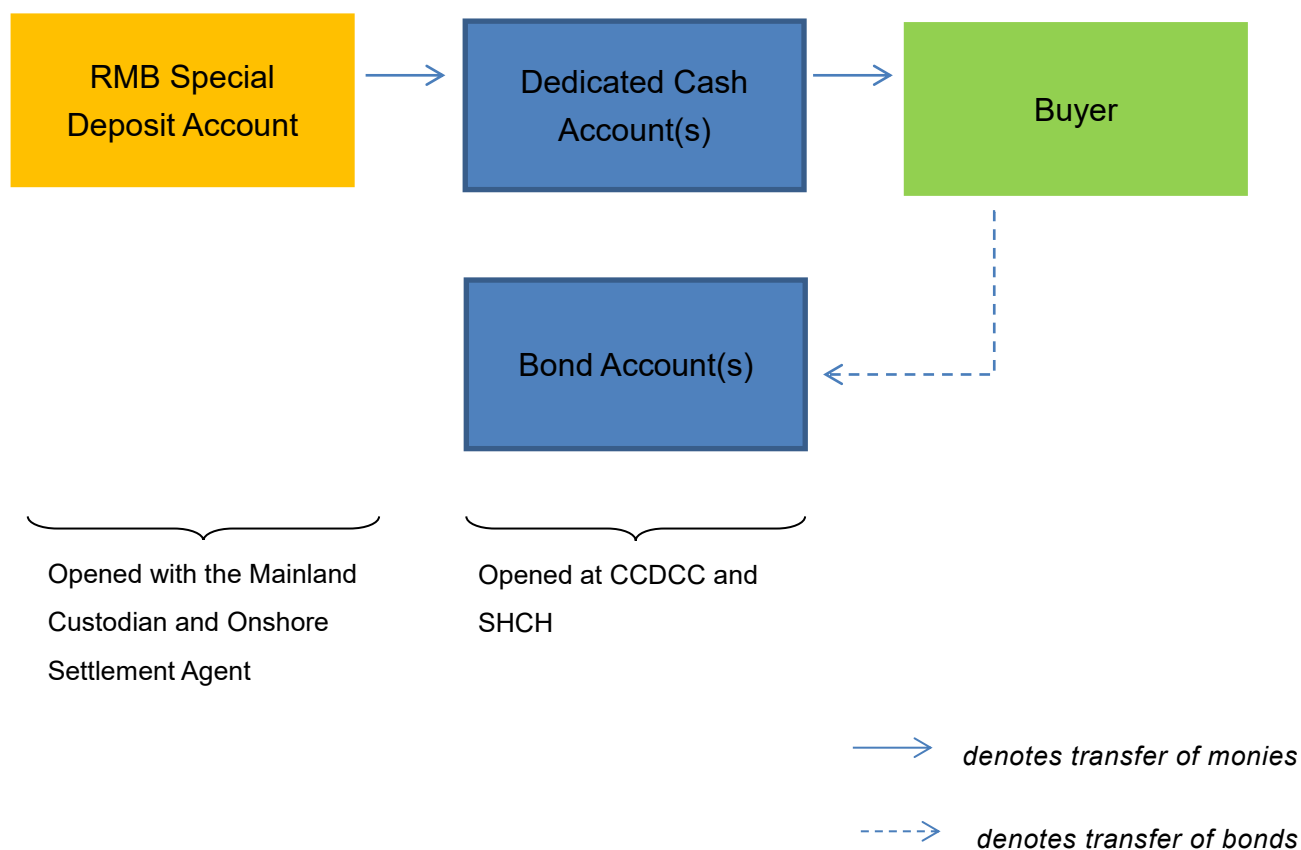 RMB Special
Deposit Account
Dedicated Cash
Account(s)
Buyer
Bond Account(s)
Opened with the Mainland
Custodian and Onshore
Settlement Agent
Opened at CCDCC and
SHCH
denotes transfer of monies
denotes transfer of bonds